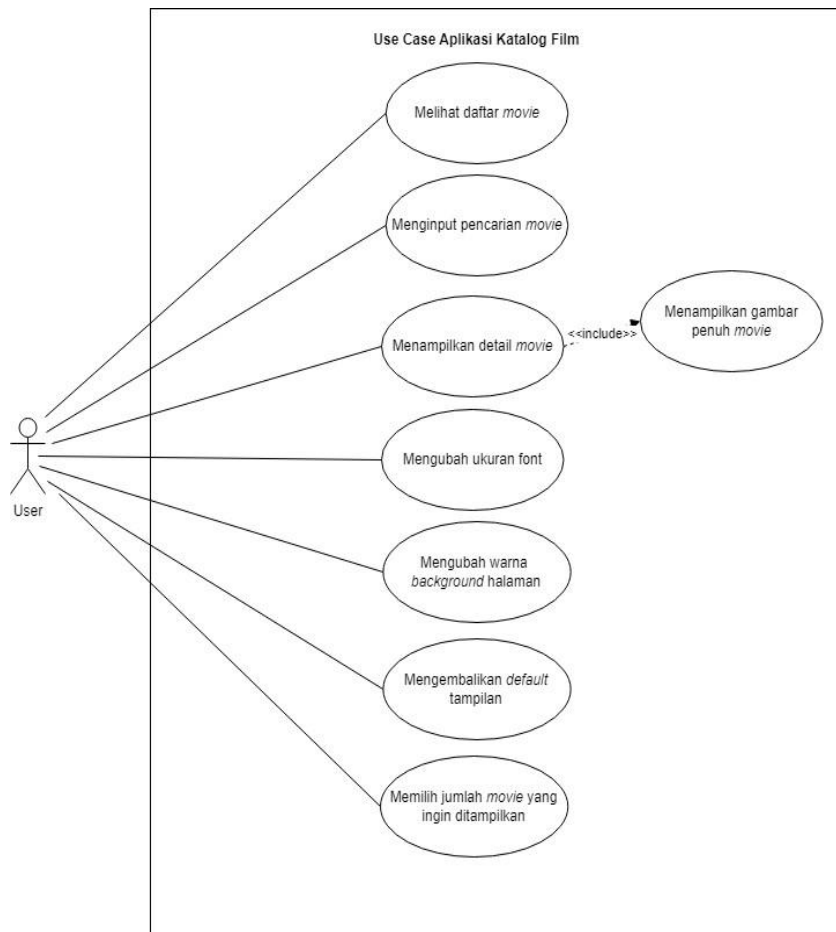 Use Case Aplikasi Katalog Film
Melihat daftar movie
Menginput pencarian movie
Menampilkan gambar
penuh movie
<<include>>
Menampilkan detail movie
Mengubah ukuran font
User
Mengubah warna
background halaman
Mengembalikan default
tampilan
Memilih jumlah movie yang
ingin ditampilkan